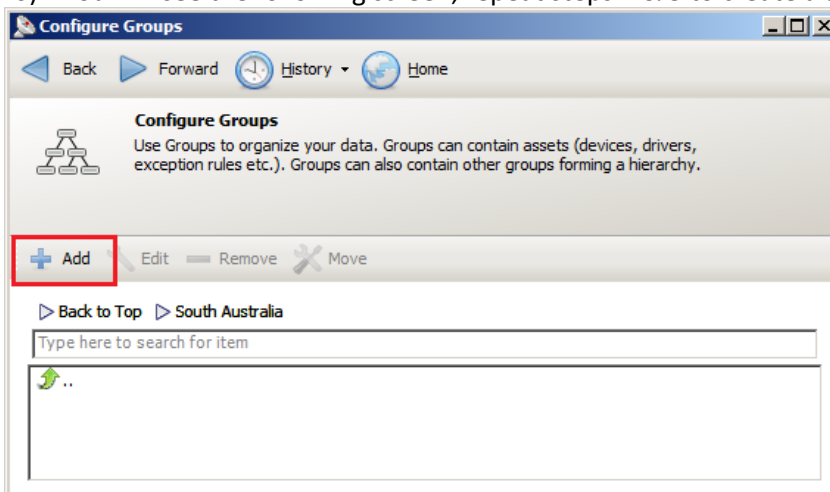 Configure Groups
Back Forward History Home
Configure Groups
Use Groups to organize your data. Groups can contain assets (devices, drivers,
exception rules etc.). Groups can also contain other groups forming a hierarchy.
Add Edit Remove Move
Back to Top South Australia
Type here to search for item
..